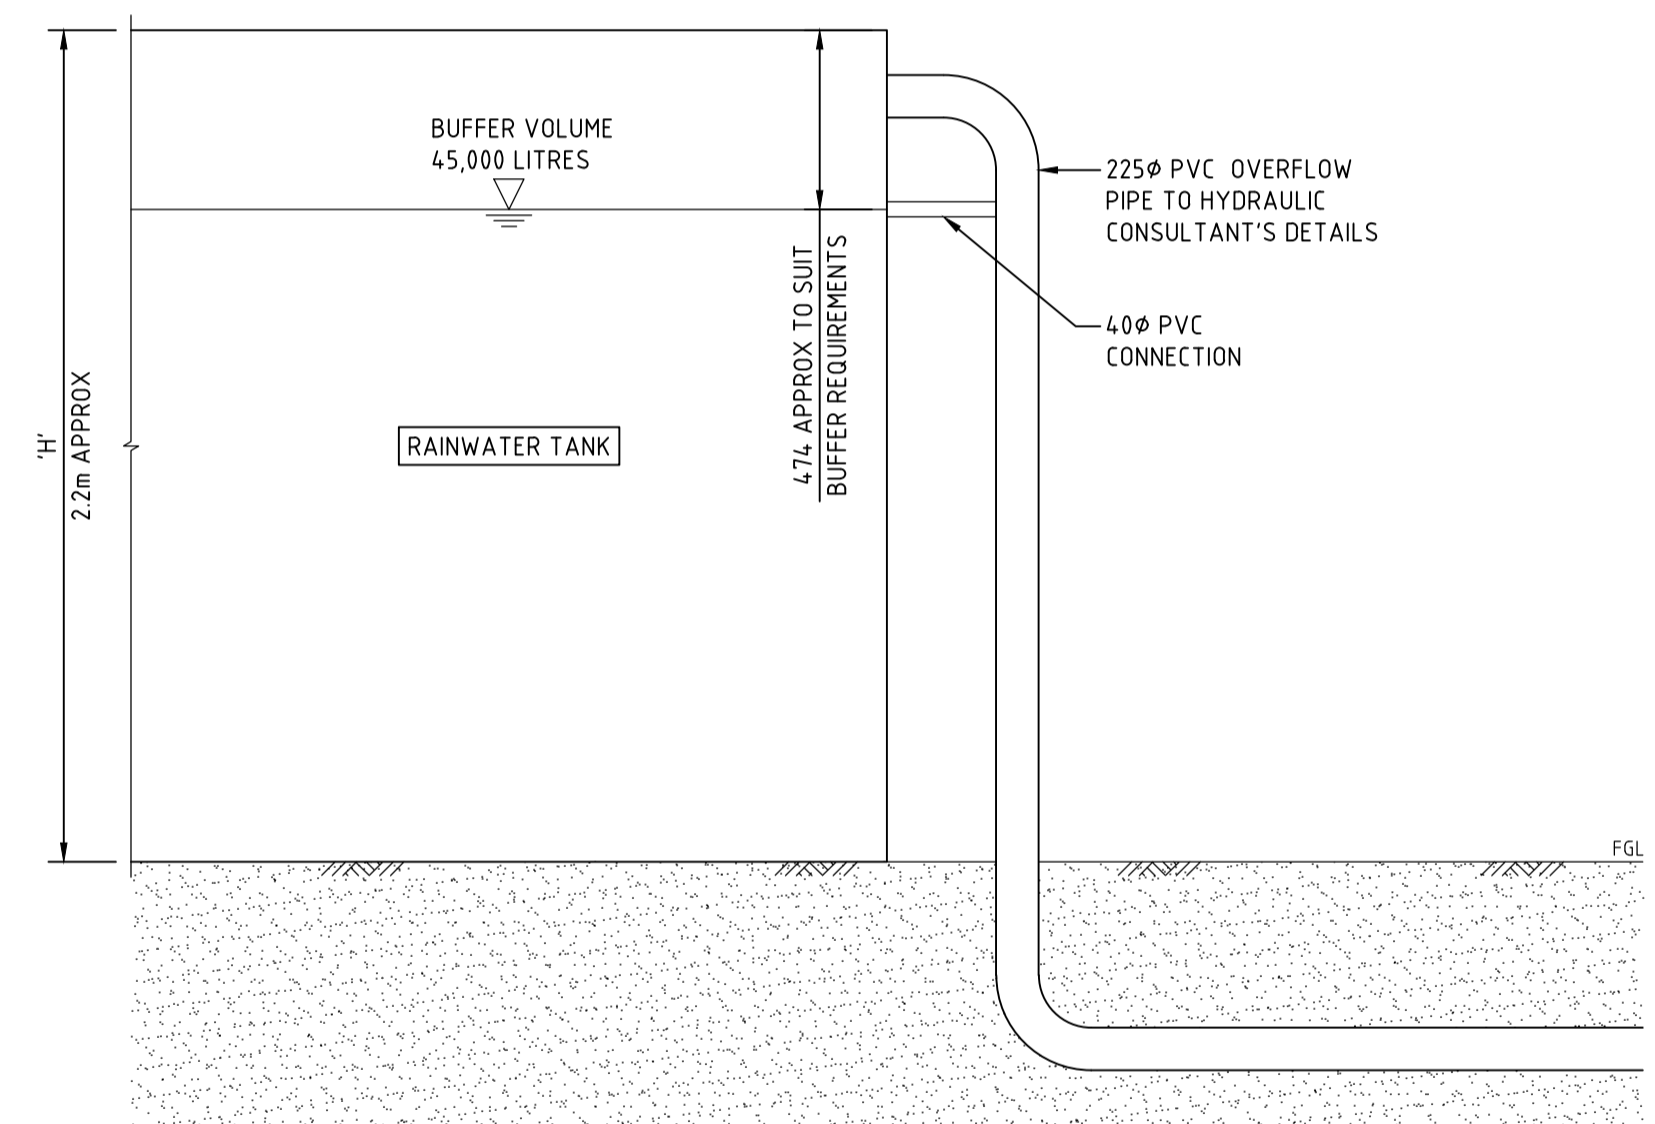 BUFFER VOLUME
45,000 LITRES
225Ø PVC OVERFLOW
PIPE TO HYDRAULIC
CONSULTANT'S DETAILS
474 APPROX TO SUIT
BUFFER REQUIREMENTS
40Ø PVC
CONNECTION
'H'
2.2m APPROX
RAINWATER TANK
FGL